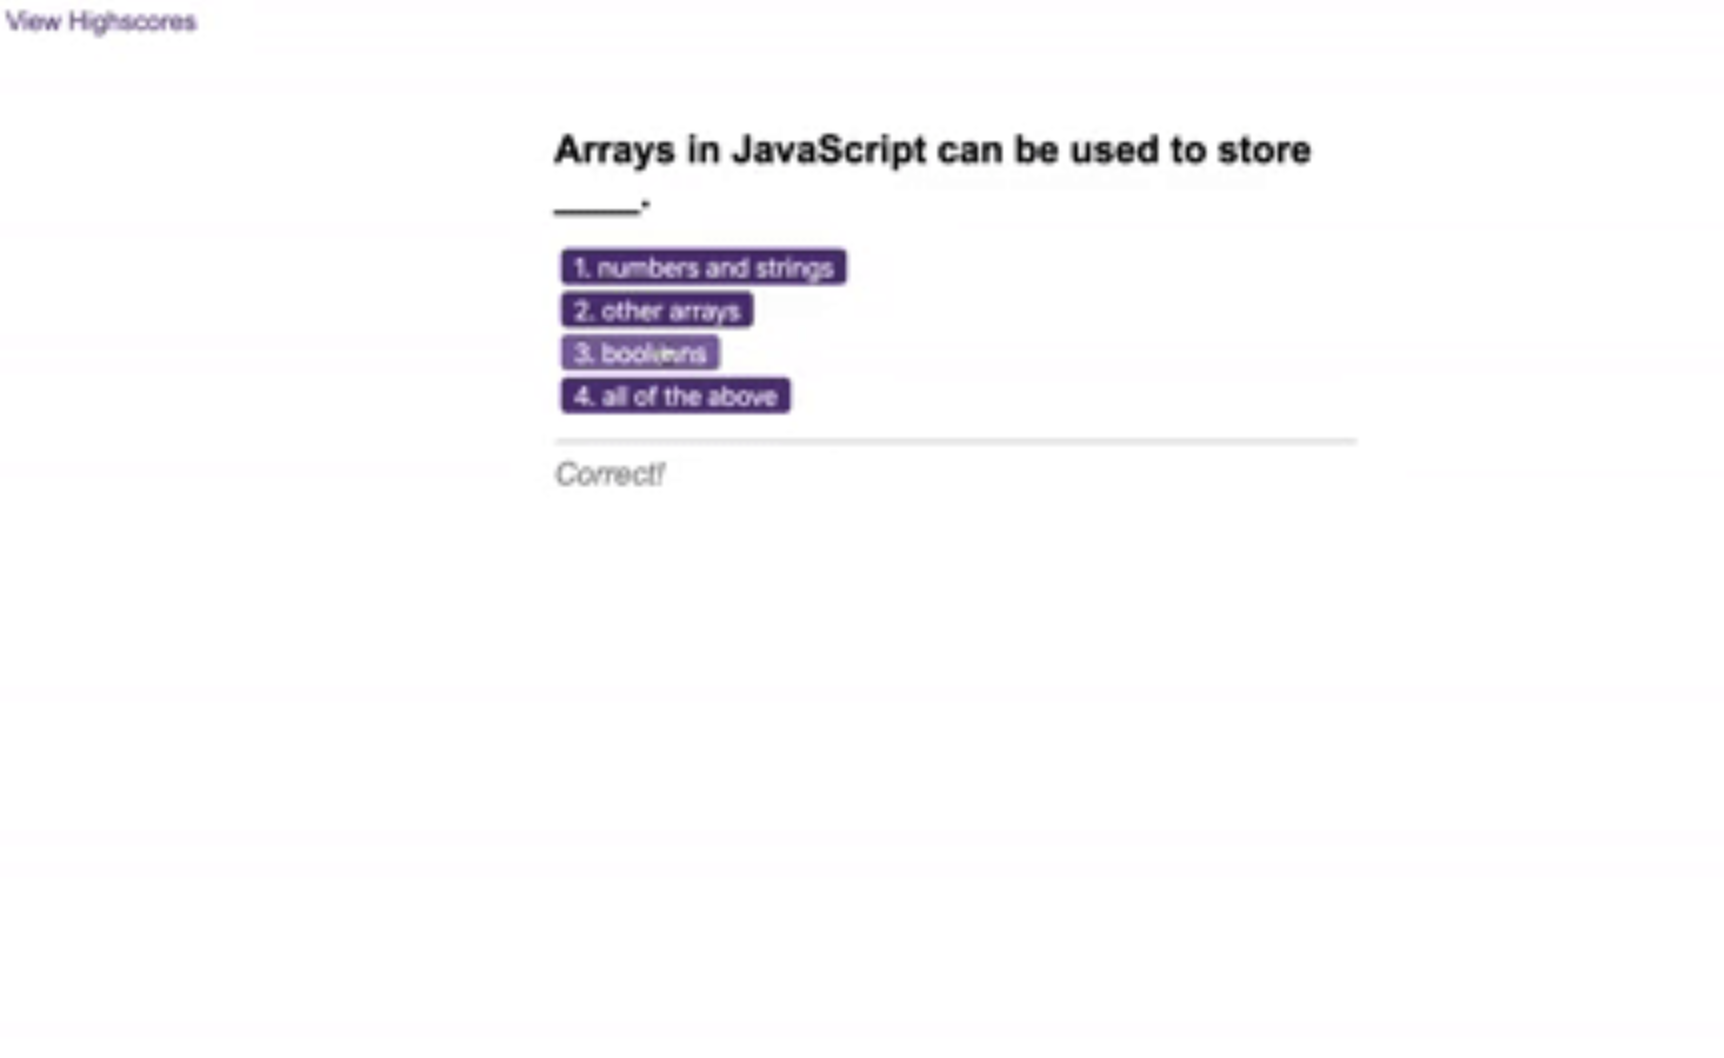 View Highscores
Arrays in JavaScript can be used to store
____.
1. numbers and strings
2. other arrays
3. booleans
4. all of the above
Correct!